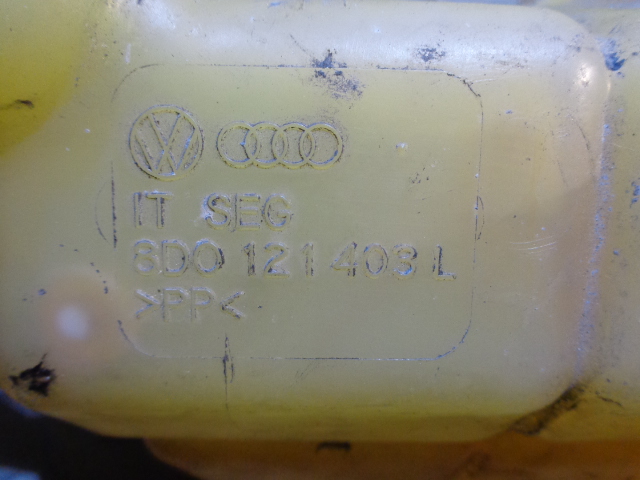 IT SEG
8D0 121 403 L
>PP<